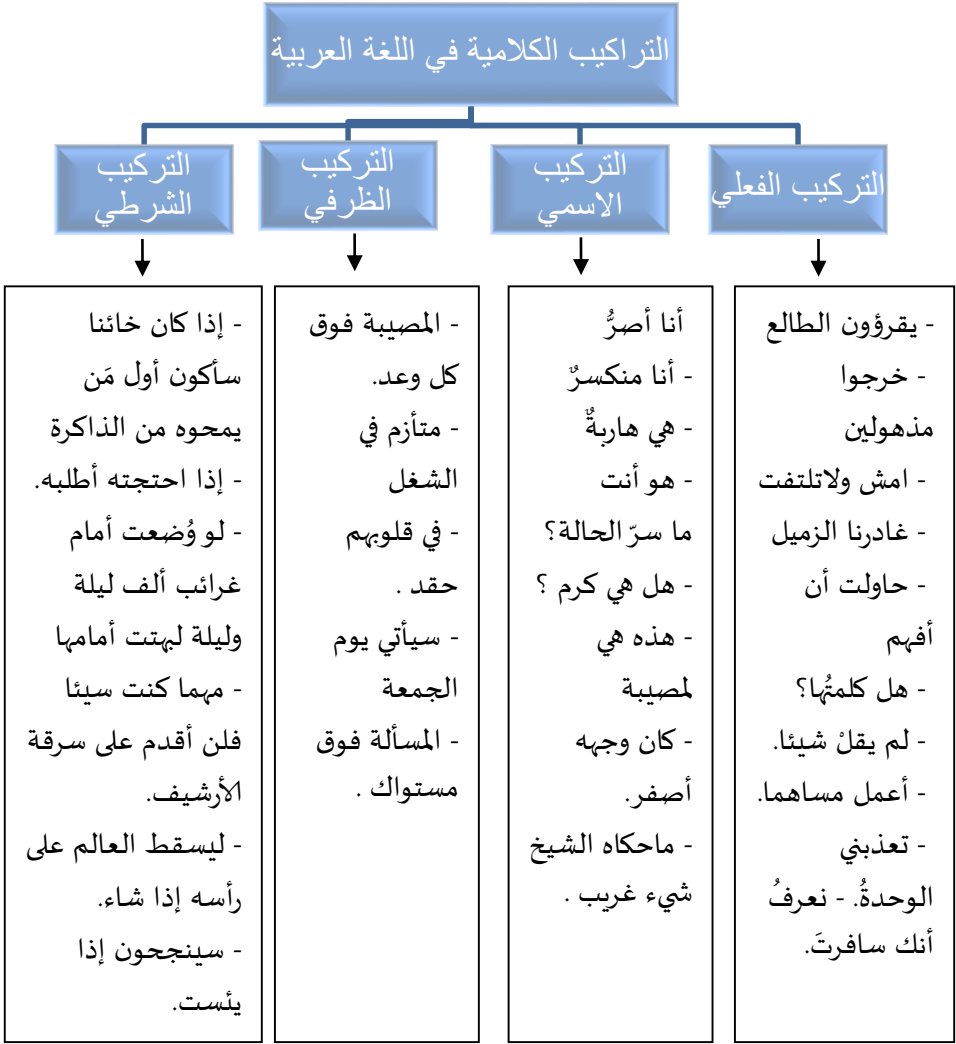 التراكيب الكلامية في اللغة العربية
التركيب الفعلي
التركيب
الاسمي
التركيب
الظرفي
التركيب
الشرطي
- يقرؤون الطالع
- خرجوا
مذهولين
- امش ولاتلتفت
- غادرنا الزميل
- حاولت أن
أفهم
- هل كلمتُها؟
- لم يقلْ شيئا.
- أعمل مساهما.
- تعذبني
الوحدةُ. - نعرفُ
أنك سافرتَ.
أنا أصرُّ
- أنا منكسرٌ
- هي هاربةٌ
- هو أنت
ما سرّ الحالة؟
- هل هي كرم ؟
- هذه هي
لمصيبة
- كان وجهه
أصفر.
- ماحكاه الشيخ
شيء غريب .
- المصيبة فوق
كل وعد.
- متأزم في
الشغل
- في قلوبهم
حقد .
- سيأتي يوم
الجمعة
- المسألة فوق
مستواك .
- إذا كان خائنا
سأكون أول مَن
يمحوه من الذاكرة
- إذا احتجته أطلبه.
- لو وُضعت أمام
غرائب ألف ليلة
وليلة لبهتت أمامها
- مهما كنت سيئا
فلن أقدم على سرقة
الأرشيف.
- ليسقط العالم على
رأسه إذا شاء.
- سينجحون إذا
يئست.